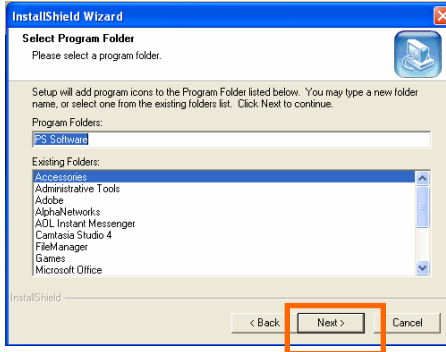 InstallShield Wizard
Select Program Folder
Please select a program folder.
Setup will add program icons to the Program Folder listed below. You may type a new folder
name, or select one from the existing folders list. Click Next to continue.
Program Folders:
PS Software
Existing Folders:
Accessories
Administrative Tools
Adobe
AlphaNetworks
AOL Instant Messenger
Camtasia Studio 4
FileManager
Games
Microsoft Office
InstallShield
< Back Next > Cancel